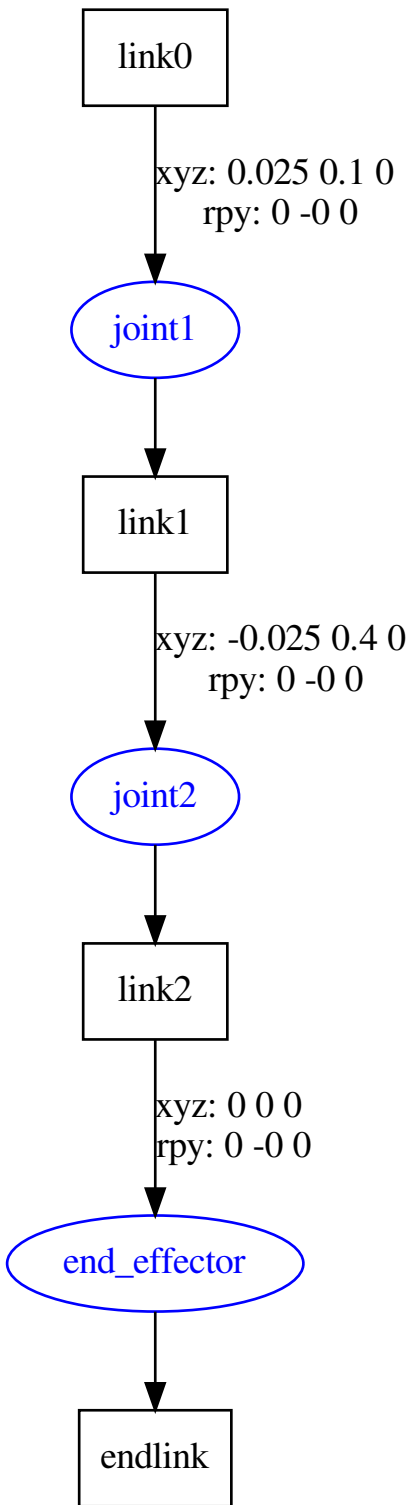 link0
xyz: 0.025 0.1 0
rpy: 0 -0 0
joint1
link1
xyz: -0.025 0.4 0
rpy: 0 -0 0
joint2
link2
xyz: 0 0 0
rpy: 0 -0 0
end_effector
endlink